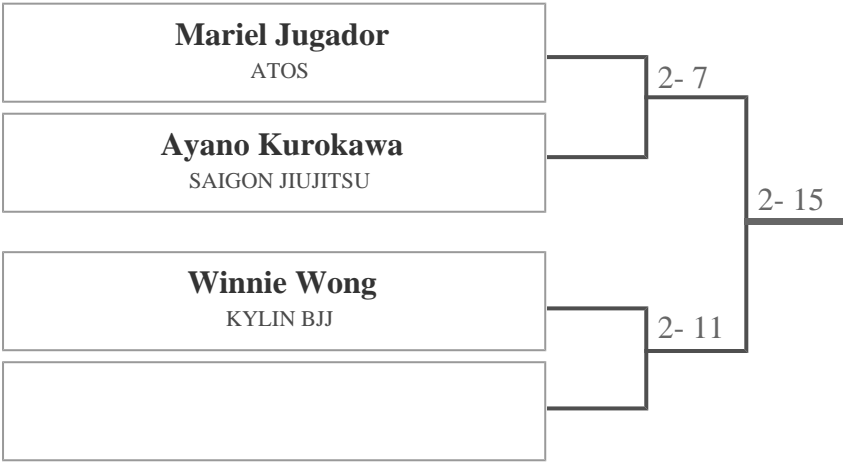 Mariel Jugador
ATOS
2- 7
Ayano Kurokawa
SAIGON JIUJITSU
2- 15
Winnie Wong
KYLIN BJJ
2- 11